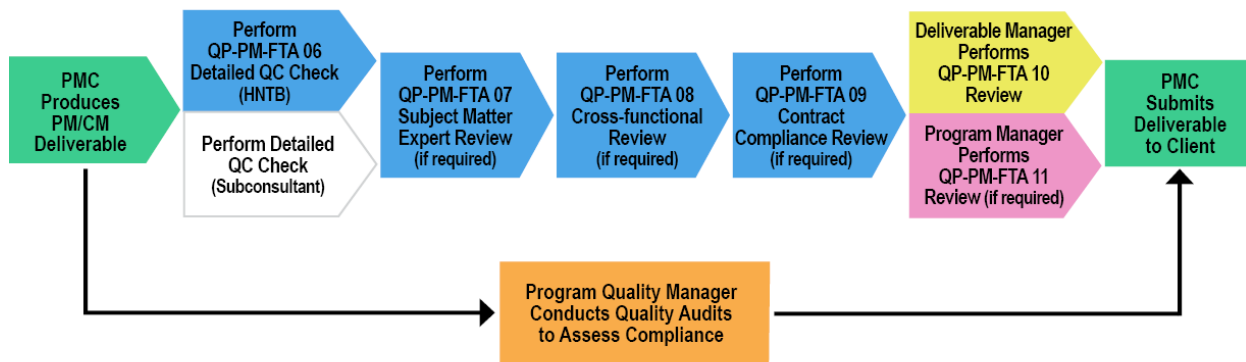 PMC
Produces
PM/CM
Deliverable
Perform
QP-PM-FTA 06
Detailed QC Check
(HNTB)
Perform Detailed
QC Check
(Subconsultant)
Perform
QP-PM-FTA 07
Subject Matter
Expert Review
(if required)
Perform
QP-PM-FTA 08
Cross-functional
Review
(if required)
Perform
QP-PM-FTA 09
Contract
Compliance Review
(if required)
Deliverable Manager
Performs
QP-PM-FTA 10
Review
Program Manager
Performs
QP-PM-FTA 11
Review (if required)
PMC
Submits
Deliverable
to Client
Program Quality Manager
Conducts Quality Audits
to Assess Compliance